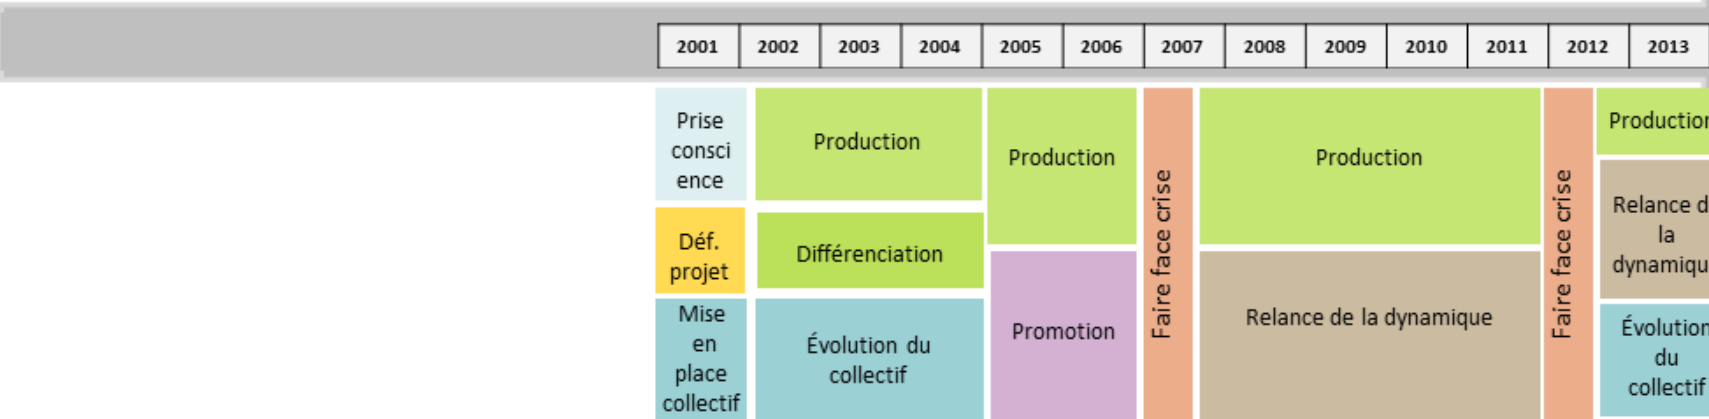 2001 2002 2003 2004 2005 2006 2007 2008 2009 2010 2011 2012 2013
Prise
consci
ence
Déf.
projet
Mise
en
place
collectif
Production
Différenciation
Évolution du
collectif
Production
Promotion
Faire face crise
Production
Relance de la dynamique
Faire face crise
Production
Relance d
la
dynamiqu
Évolution
du
collectif